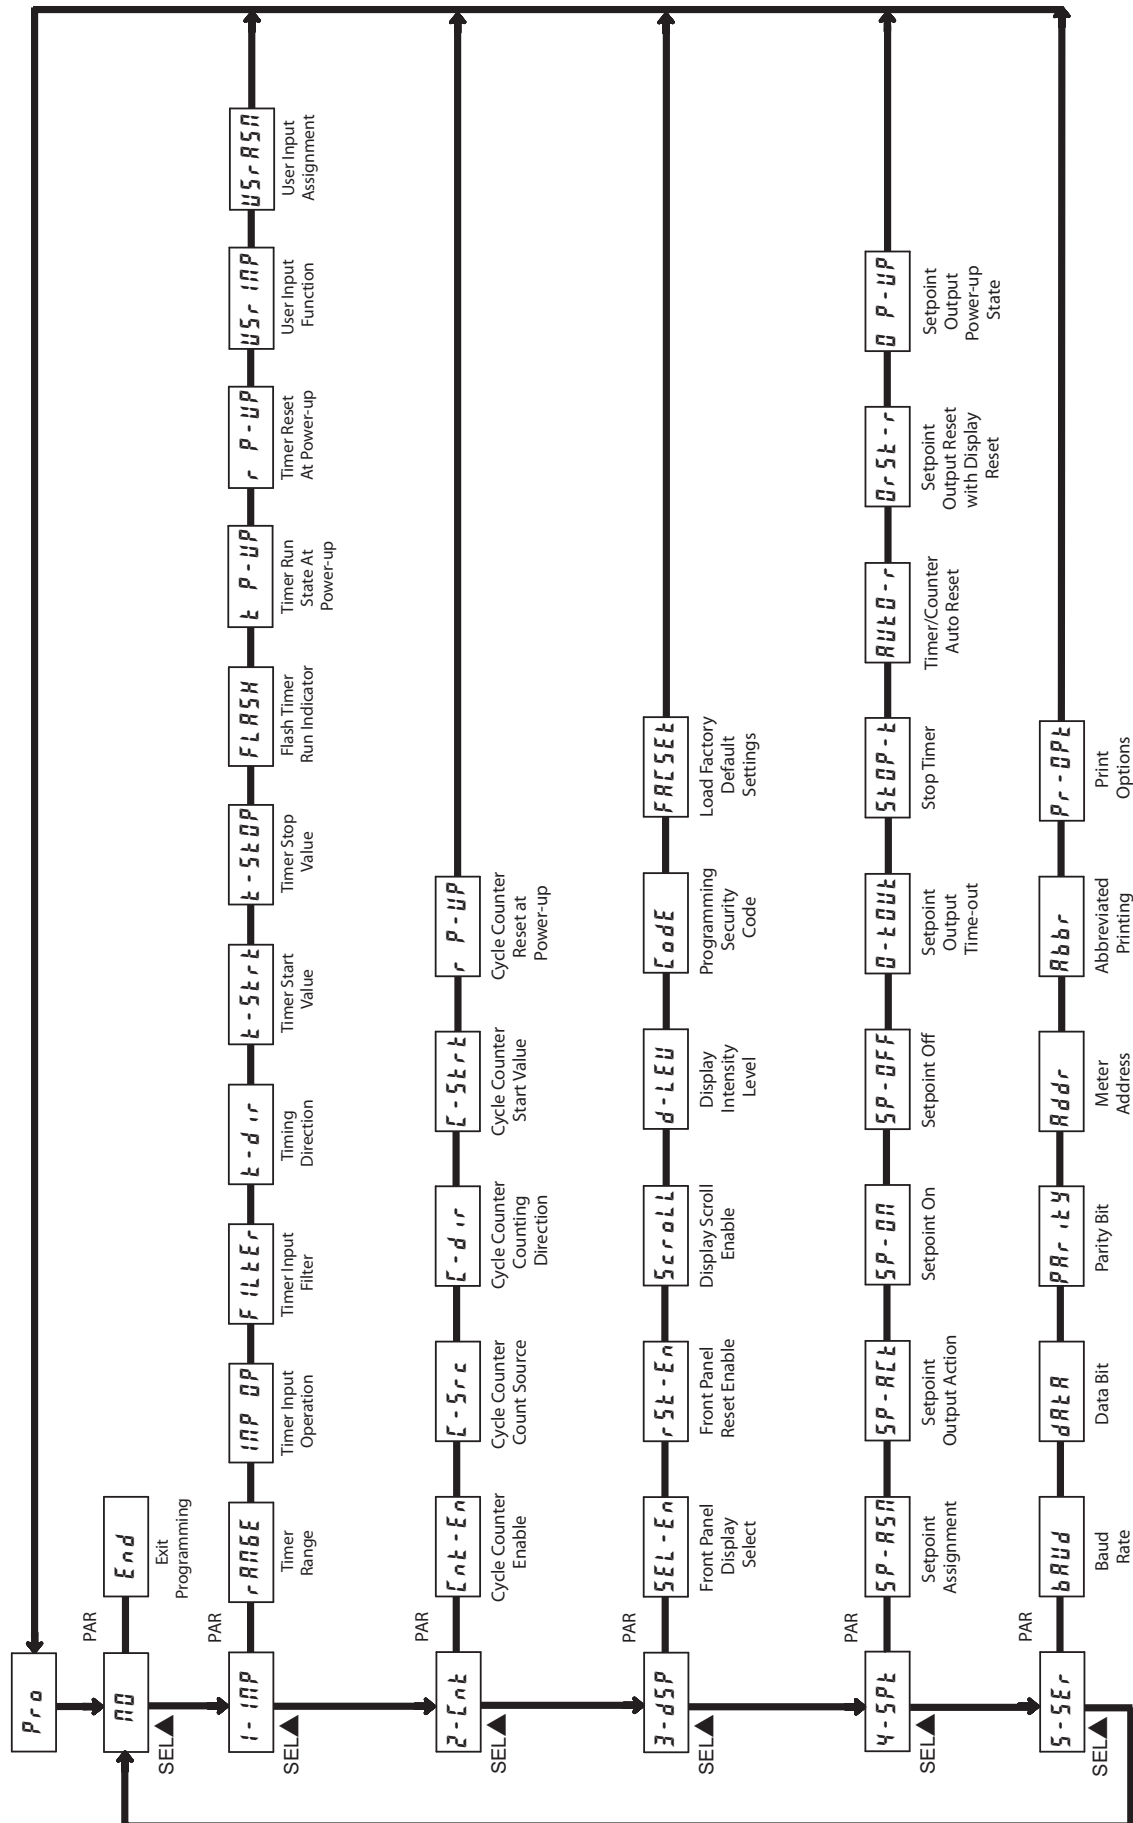 Pro
NO
PAR
End
Exit
Programming
SEL▲
1-INP
PAR
rANGE
Timer
Range
INP OP
Timer Input
Operation
FILtEr
Timer Input
Filter
t-dir
Timing
Direction
t-Strt
Timer Start
Value
t-StOP
Timer Stop
Value
FLASH
Flash Timer
Run Indicator
t P-UP
Timer Run
State At
Power-up
r P-UP
Timer Reset
At Power-up
USrINP
User Input
Function
USrASN
User Input
Assignment
SEL▲
2-Cnt
PAR
Cnt-En
Cycle Counter
Enable
C-Src
Cycle Counter
Count Source
C-dir
Cycle Counter
Counting
Direction
C-Strt
Cycle Counter
Start Value
r P-UP
Cycle Counter
Reset at
Power-up
SEL▲
3-dSP
PAR
SEL-En
Front Panel
Display
Select
rSt-En
Front Panel
Reset Enable
ScroLL
Display Scroll
Enable
d-LEU
Display
Intensity
Level
CodE
Programming
Security
Code
FACSEt
Load Factory
Default
Settings
SEL▲
4-SPt
PAR
SP-ASN
Setpoint
Assignment
SP-ACt
Setpoint
Output Action
SP-ON
Setpoint On
SP-OFF
Setpoint Off
O-tOUt
Setpoint
Output
Time-out
StOP-t
Stop Timer
AUtO-r
Timer/Counter
Auto Reset
OrSt-r
Setpoint
Output Reset
with Display
Reset
O P-UP
Setpoint
Output
Power-up
State
SEL▲
5-SEr
PAR
bAUd
Baud
Rate
dAtA
Data Bit
PAritY
Parity Bit
Addr
Meter
Address
Abbr
Abbreviated
Printing
Pr-OPt
Print
Options
SEL▲